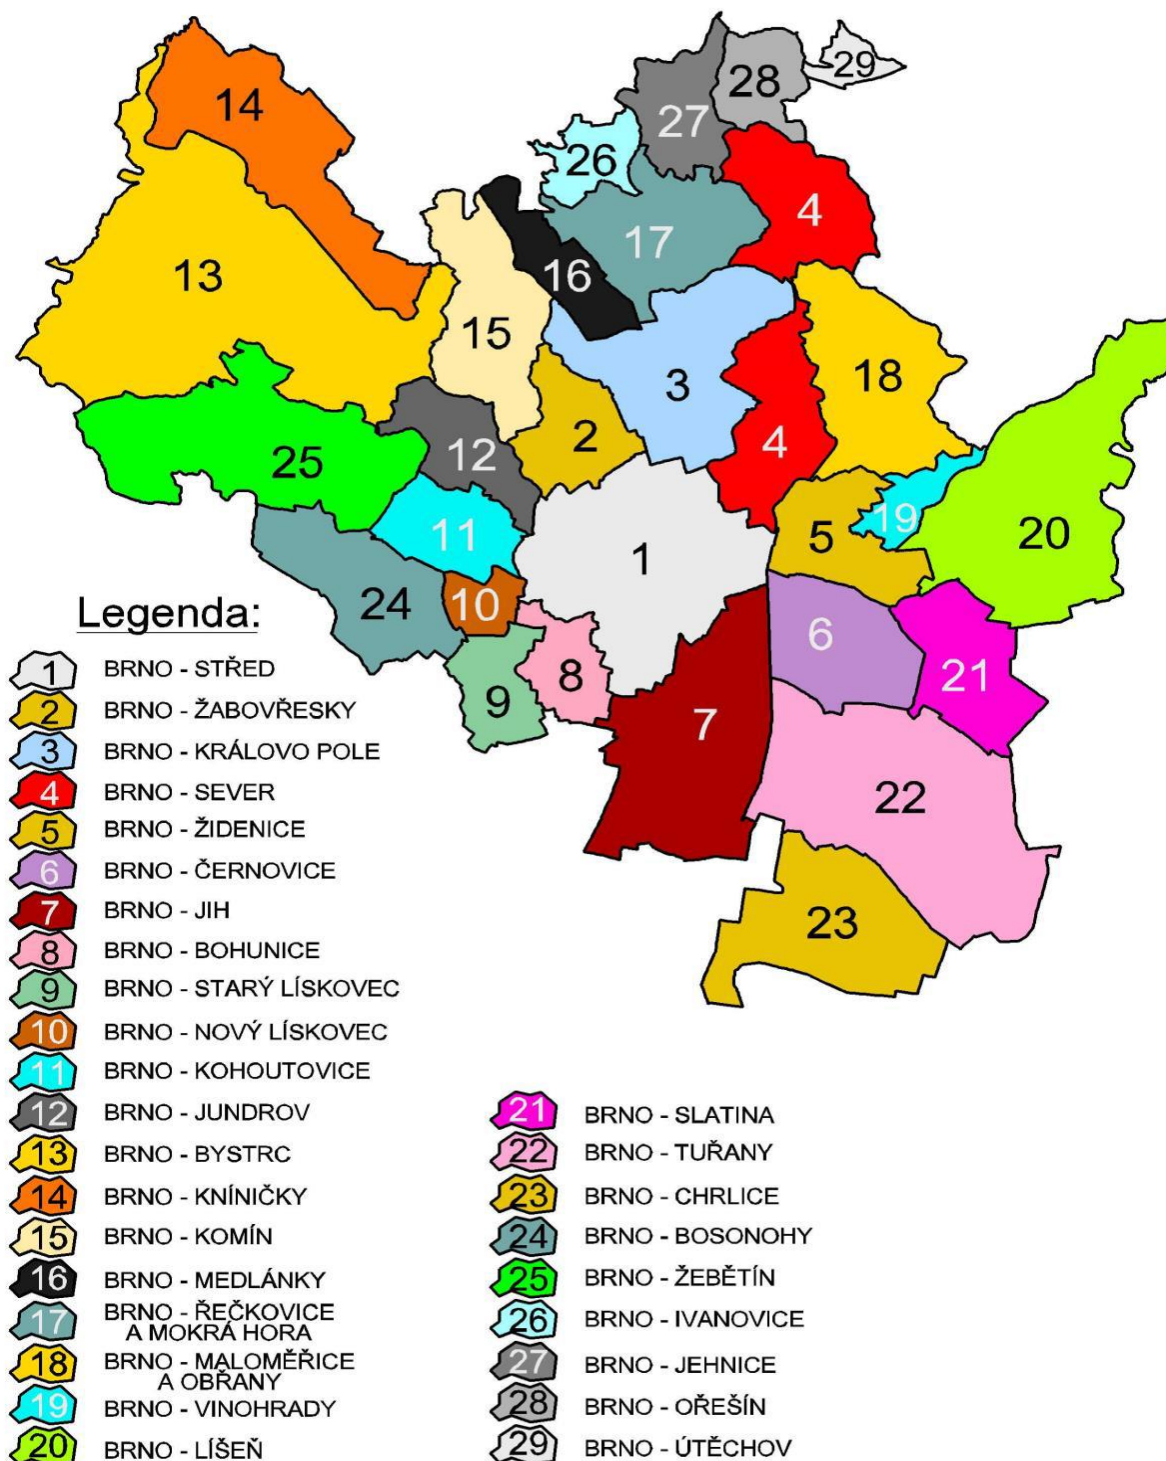 14
28
29
27
26
4
17
13
16
15
3
18
2
4
12
25
19
5
20
11
1
24
10
6
8
21
9
7
22
23
Legenda:
1 BRNO - STŘED
2 BRNO - ŽABOVŘESKY
3 BRNO - KRÁLOVO POLE
4 BRNO - SEVER
5 BRNO - ŽIDENICE
6 BRNO - ČERNOVICE
7 BRNO - JIH
8 BRNO - BOHUNICE
9 BRNO - STARÝ LÍSKOVEC
10 BRNO - NOVÝ LÍSKOVEC
11 BRNO - KOHOUTOVICE
12 BRNO - JUNDROV
13 BRNO - BYSTRC
14 BRNO - KNÍNIČKY
15 BRNO - KOMÍN
16 BRNO - MEDLÁNKY
17 BRNO - ŘEČKOVICE
A MOKRÁ HORA
18 BRNO - MALOMĚŘICE
A OBŘANY
19 BRNO - VINOHRADY
20 BRNO - LÍŠEŇ
21 BRNO - SLATINA
22 BRNO - TUŘANY
23 BRNO - CHRLICE
24 BRNO - BOSONOHY
25 BRNO - ŽEBĚTÍN
26 BRNO - IVANOVICE
27 BRNO - JEHNICE
28 BRNO - OŘEŠÍN
29 BRNO - ÚTĚCHOV